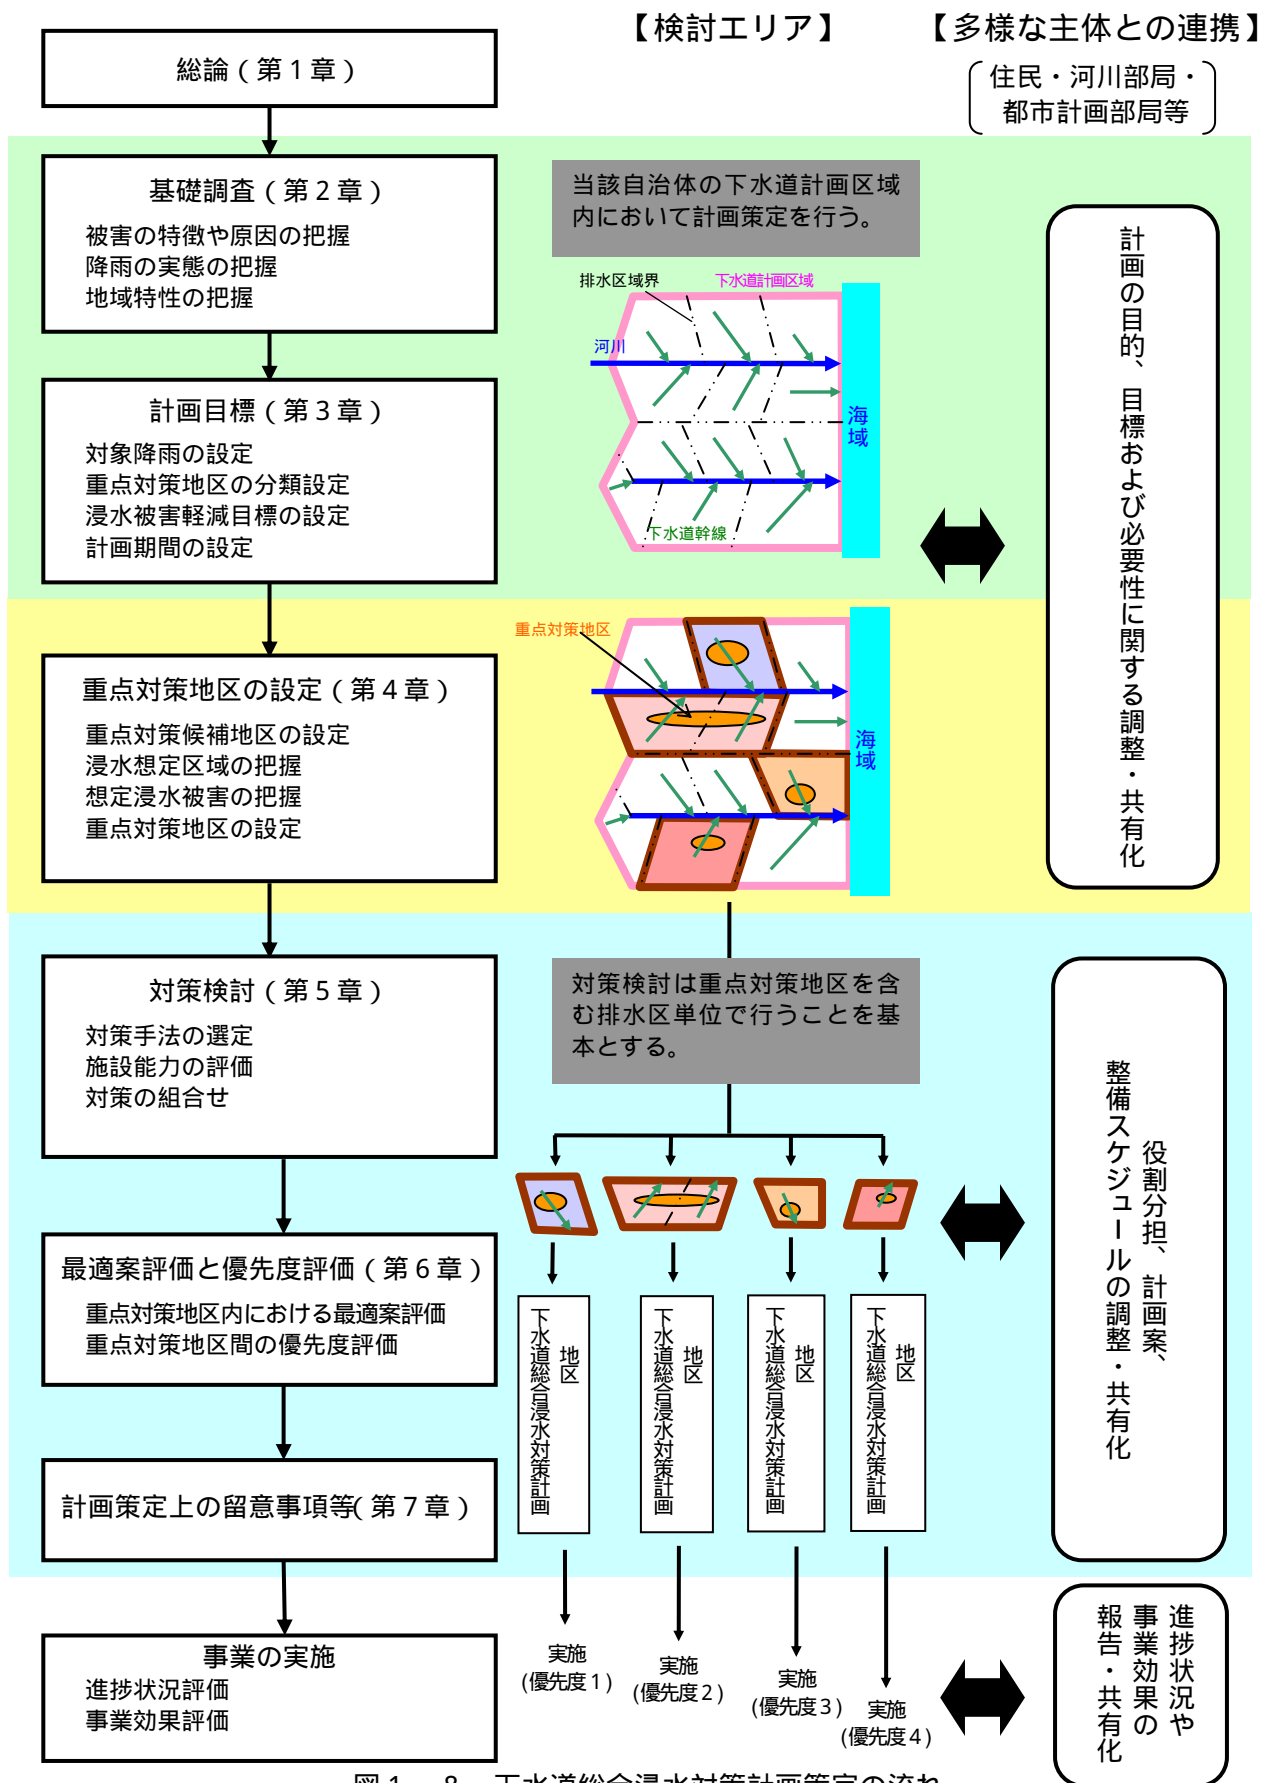 【検討エリア】
【多様な主体との連携】
住民・河川部局・
都市計画部局等
総論(第1章)
基礎調査(第2章)
被害の特徴や原因の把握
降雨の実態の把握
地域特性の把握
計画目標(第3章)
対象降雨の設定
重点対策地区の分類設定
浸水被害軽減目標の設定
計画期間の設定
重点対策地区の設定(第4章)
重点対策候補地区の設定
浸水想定区域の把握
想定浸水被害の把握
重点対策地区の設定
対策検討(第5章)
対策手法の選定
施設能力の評価
対策の組合せ
最適案評価と優先度評価(第6章)
重点対策地区内における最適案評価
重点対策地区間の優先度評価
計画策定上の留意事項等(第7章)
事業の実施
進捗状況評価
事業効果評価
当該自治体の下水道計画区域
内において計画策定を行う。
排水区域界
下水道計画区域
河川
海域
下水道幹線
重点対策地区
海域
対策検討は重点対策地区を含
む排水区単位で行うことを基
本とする。
地区
下水道総合浸水対策計画
地区
下水道総合浸水対策計画
地区
下水道総合浸水対策計画
地区
下水道総合浸水対策計画
実施
(優先度1)
実施
(優先度2)
実施
(優先度3)
実施
(優先度4)
計画の目的、目標および必要性に関する調整・共有化
役割分担、計画案、
整備スケジュールの調整・共有化
進捗状況や
事業効果の
報告・共有化
図1-8 下水道総合浸水対策計画策定の流れ